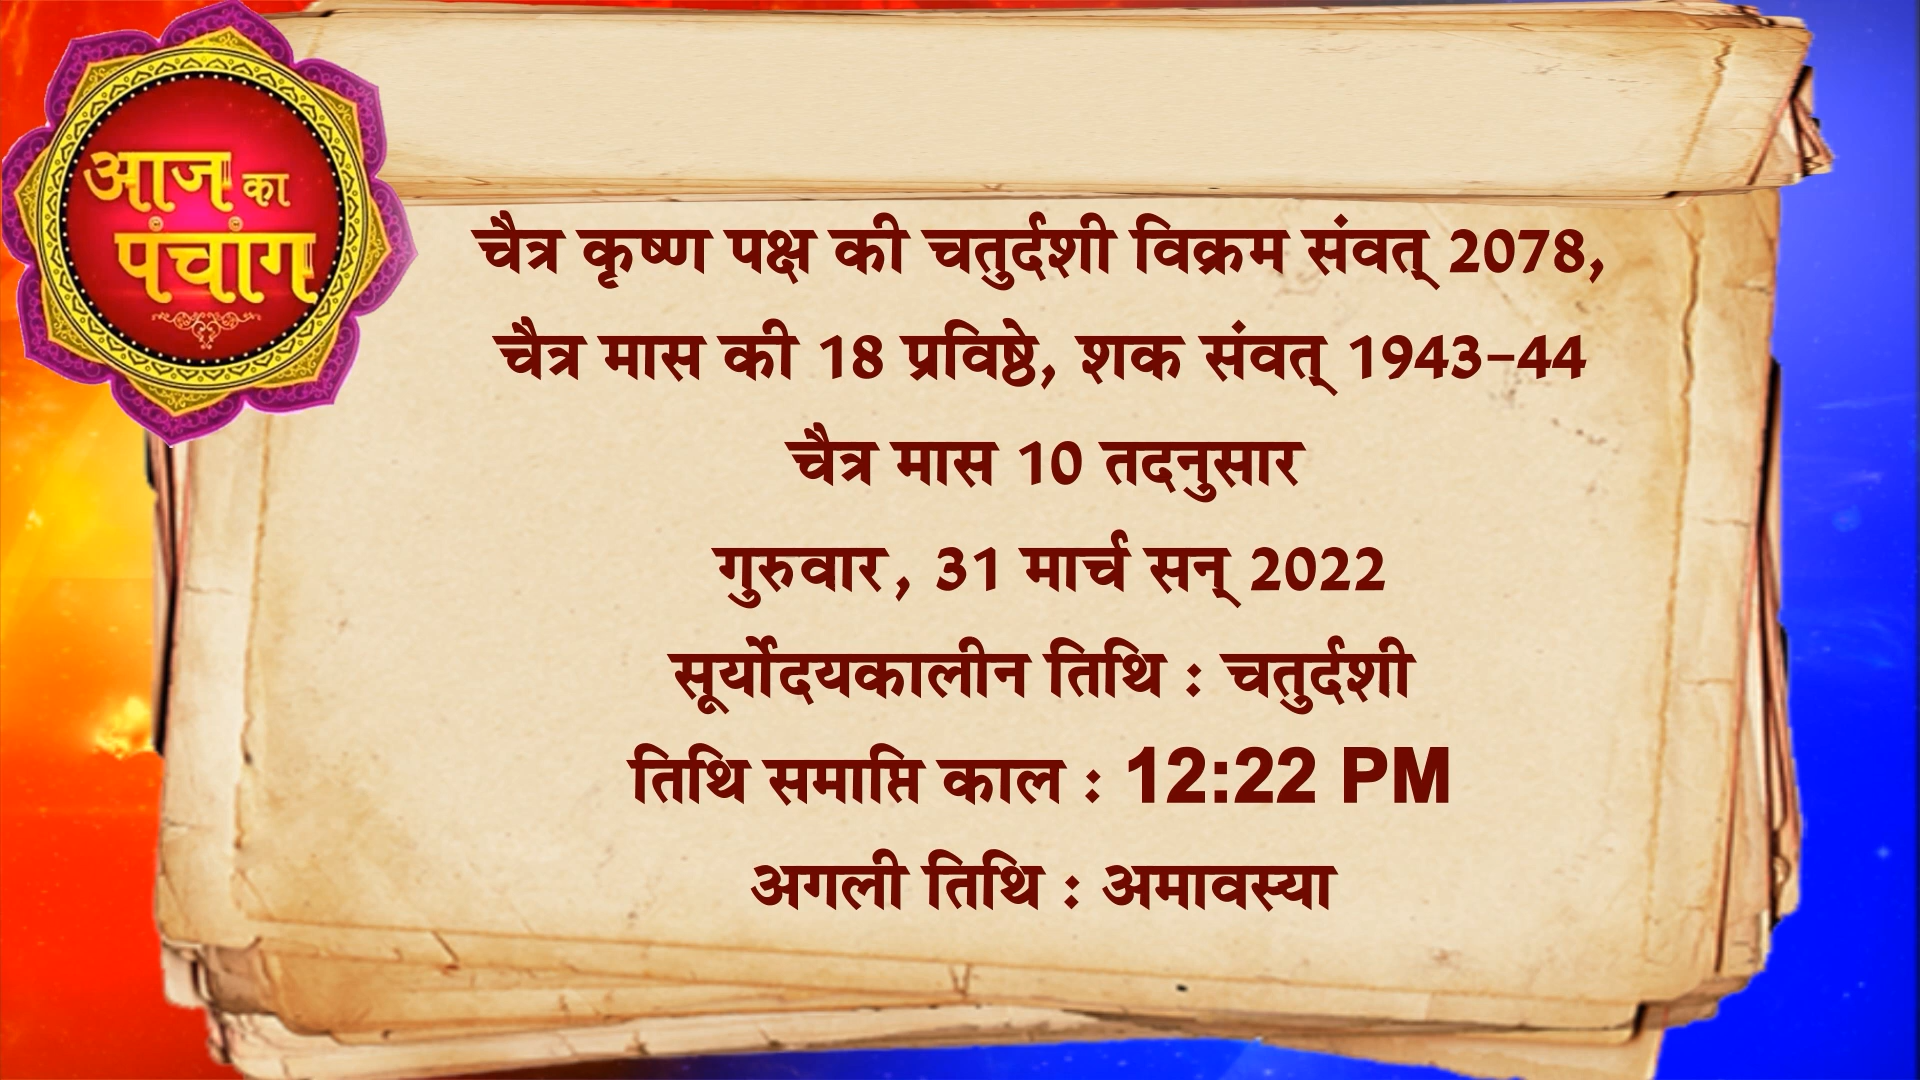 आज का
पंचांग
चैत्र कृष्ण पक्ष की चतुर्दशी विक्रम संवत् 2078,
चैत्र मास की 18 प्रविष्ठे, शक संवत् 1943-44
चैत्र मास 10 तदनुसार
गुरुवार, 31 मार्च सन् 2022
सूर्योदयकालीन तिथि : चतुर्दशी
तिथि समाप्ति काल : 12:22 PM
अगली तिथि : अमावस्या